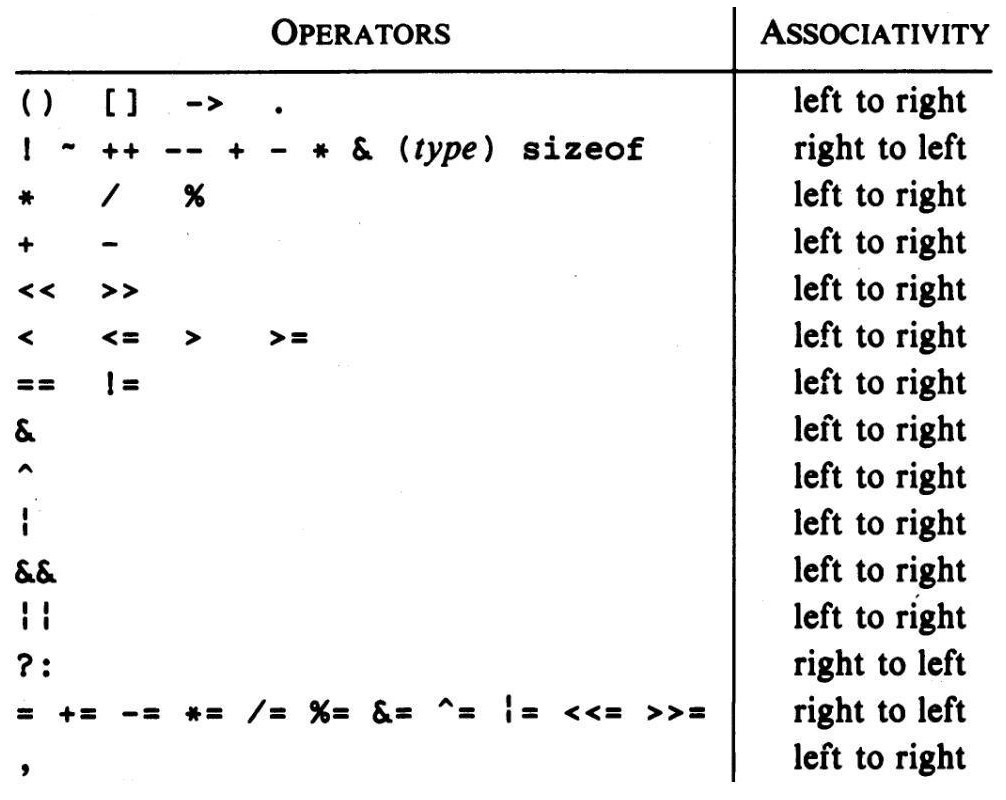 OPERATORS ASSOCIATIVITY
() [] -> . left to right
! ~ ++ -- + - * & (type) sizeof right to left
* / % left to right
+ - left to right
<< >> left to right
< <= > >= left to right
== != left to right
& left to right
^ left to right
¦ left to right
&& left to right
¦¦ left to right
?: right to left
= += -= *= /= %= &= ^= ¦= <<= >>= right to left
, left to right